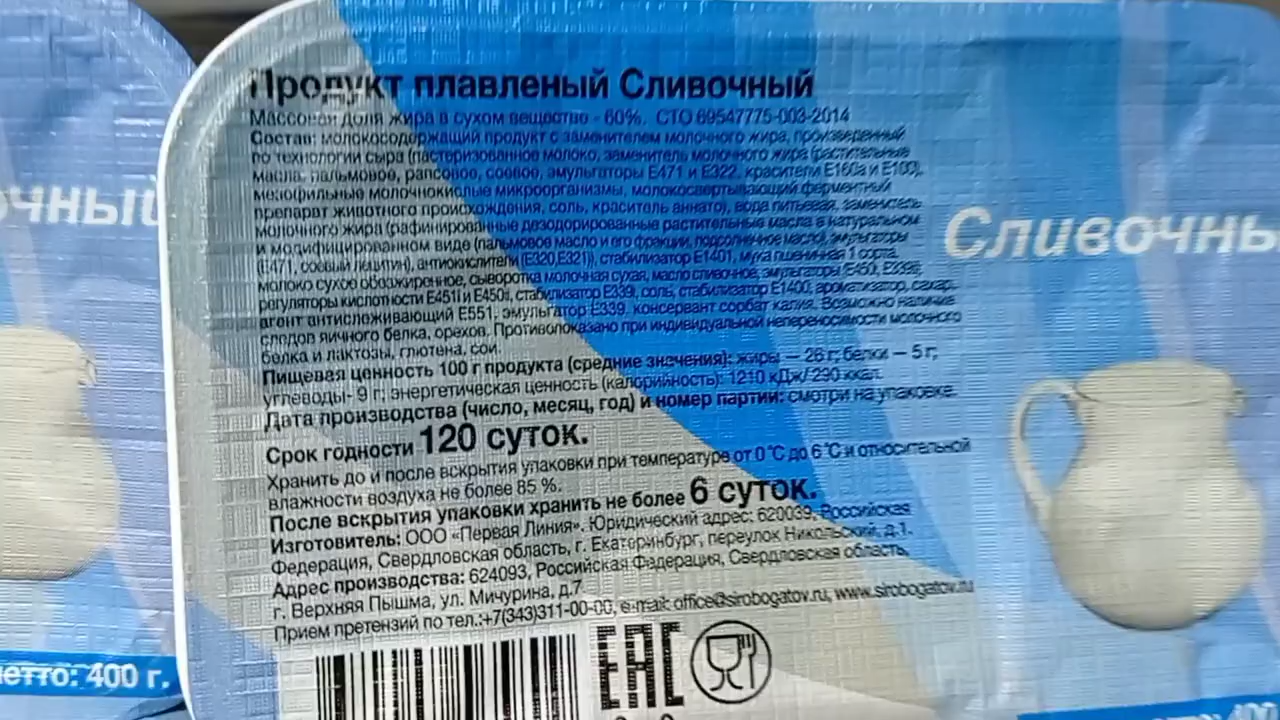 Продукт плавленый Сливочный
Массовая доля жира в сухом веществе - 60%. СТО 69547775-003-2014
Состав: молокосодержащий продукт с заменителем молочного жира, произведенный
по технологии сыра (пастеризованное молоко, заменитель молочного жира (растительные
масла: пальмовое, рапсовое, соевое, эмульгаторы Е471 и Е322, красители Е160а и Е100),
мезофильные молочнокислые микроорганизмы, молокосвертывающий ферментный
препарат животного происхождения, соль, краситель аннато), вода питьевая, заменитель
молочного жира (рафинированные дезодорированные растительные масла в натуральном
и модифицированном виде (пальмовое масло и его фракции, подсолнечное масло), эмульгаторы
(Е471, соевый лецитин), антиокислители (Е320,Е321)), стабилизатор Е1401, мука пшеничная 1 сорта,
молоко сухое обезжиренное, сыворотка молочная сухая, масло сливочное, эмульгаторы (Е450i, Е339ii),
регуляторы кислотности Е451i и Е450i, стабилизатор Е339i, соль, стабилизатор Е1400, ароматизатор, сахар,
агент антислеживающий Е551, эмульгатор Е339, консервант сорбат калия. Возможно наличие
следов яичного белка, орехов. Противопоказано при индивидуальной непереносимости молочного
белка и лактозы, глютена, сои.
Пищевая ценность 100 г продукта (средние значения): жиры – 26 г; белки – 5 г;
углеводы- 9 г; энергетическая ценность (калорийность): 1210 кДж/ 290 ккал.
Дата производства (число, месяц, год) и номер партии: смотри на упаковке.
Срок годности 120 суток.
Хранить до и после вскрытия упаковки при температуре от 0 °С до 6 °С и относительной
влажности воздуха не более 85 %.
После вскрытия упаковки хранить не более 6 суток.
Изготовитель: ООО «Первая Линия». Юридический адрес: 620039, Российская
Федерация, Свердловская область, г. Екатеринбург, переулок Никольский, д.1.
Адрес производства: 624093, Российская Федерация, Свердловская область,
г. Верхняя Пышма, ул. Мичурина, д.7
Прием претензий по тел.:+7(343)311-00-00, e-mail: office@sirobogatov.ru, www.sirobogatov.ru
ЕАС
очный
Сливочны
нетто: 400 г.